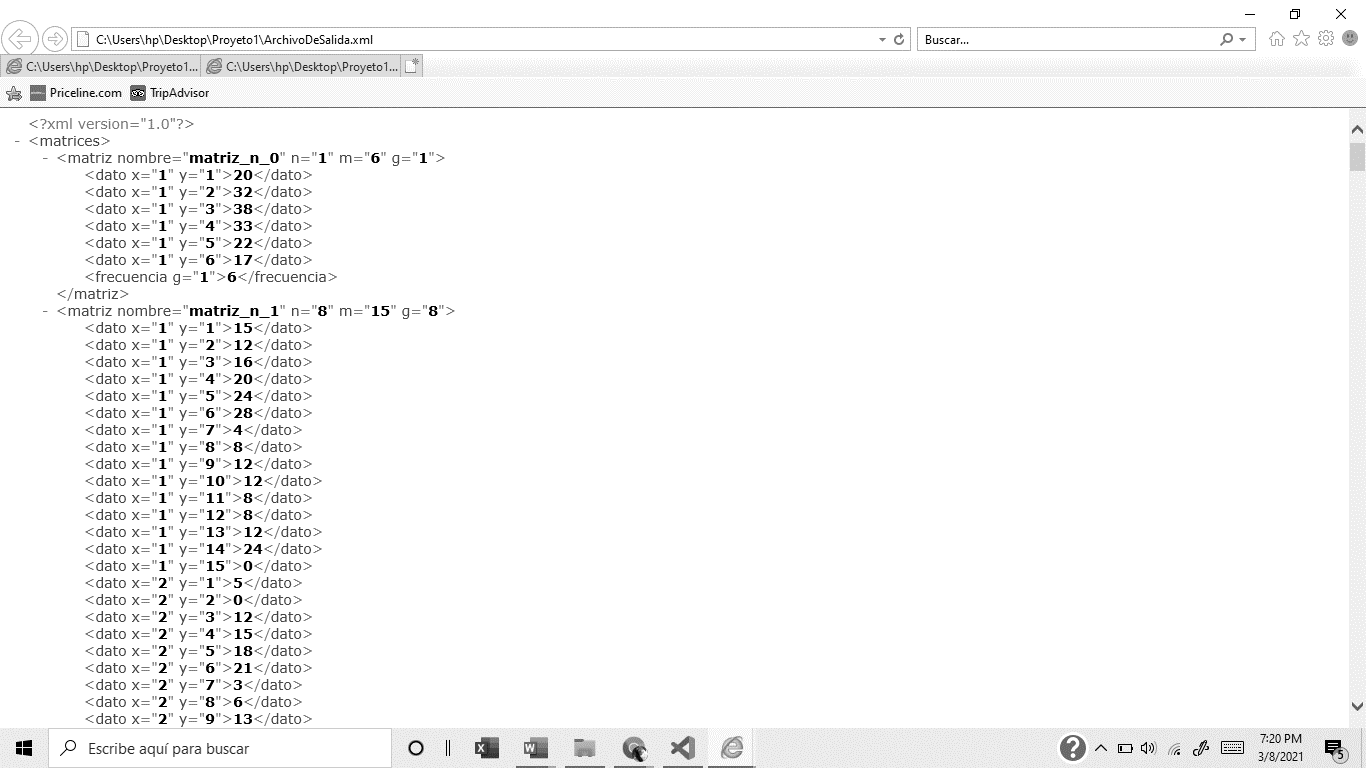 C:\Users\hp\Desktop\Proyeto1\ArchivoDeSalida.xml
Buscar...
C:\Users\hp\Desktop\Proyeto1... C:\Users\hp\Desktop\Proyeto1...
Priceline.com TripAdvisor
<?xml version="1.0"?>
- <matrices>
- <matriz nombre="matriz_n_0" n="1" m="6" g="1">
<dato x="1" y="1">20</dato>
<dato x="1" y="2">32</dato>
<dato x="1" y="3">38</dato>
<dato x="1" y="4">33</dato>
<dato x="1" y="5">22</dato>
<dato x="1" y="6">17</dato>
<frecuencia g="1">6</frecuencia>
</matriz>
- <matriz nombre="matriz_n_1" n="8" m="15" g="8">
<dato x="1" y="1">15</dato>
<dato x="1" y="2">12</dato>
<dato x="1" y="3">16</dato>
<dato x="1" y="4">20</dato>
<dato x="1" y="5">24</dato>
<dato x="1" y="6">28</dato>
<dato x="1" y="7">4</dato>
<dato x="1" y="8">8</dato>
<dato x="1" y="9">12</dato>
<dato x="1" y="10">12</dato>
<dato x="1" y="11">8</dato>
<dato x="1" y="12">8</dato>
<dato x="1" y="13">12</dato>
<dato x="1" y="14">24</dato>
<dato x="1" y="15">0</dato>
<dato x="2" y="1">5</dato>
<dato x="2" y="2">0</dato>
<dato x="2" y="3">12</dato>
<dato x="2" y="4">15</dato>
<dato x="2" y="5">18</dato>
<dato x="2" y="6">21</dato>
<dato x="2" y="7">3</dato>
<dato x="2" y="8">6</dato>
<dato x="2" y="9">13</dato>
Escribe aquí para buscar
7:20 PM
3/8/2021
5